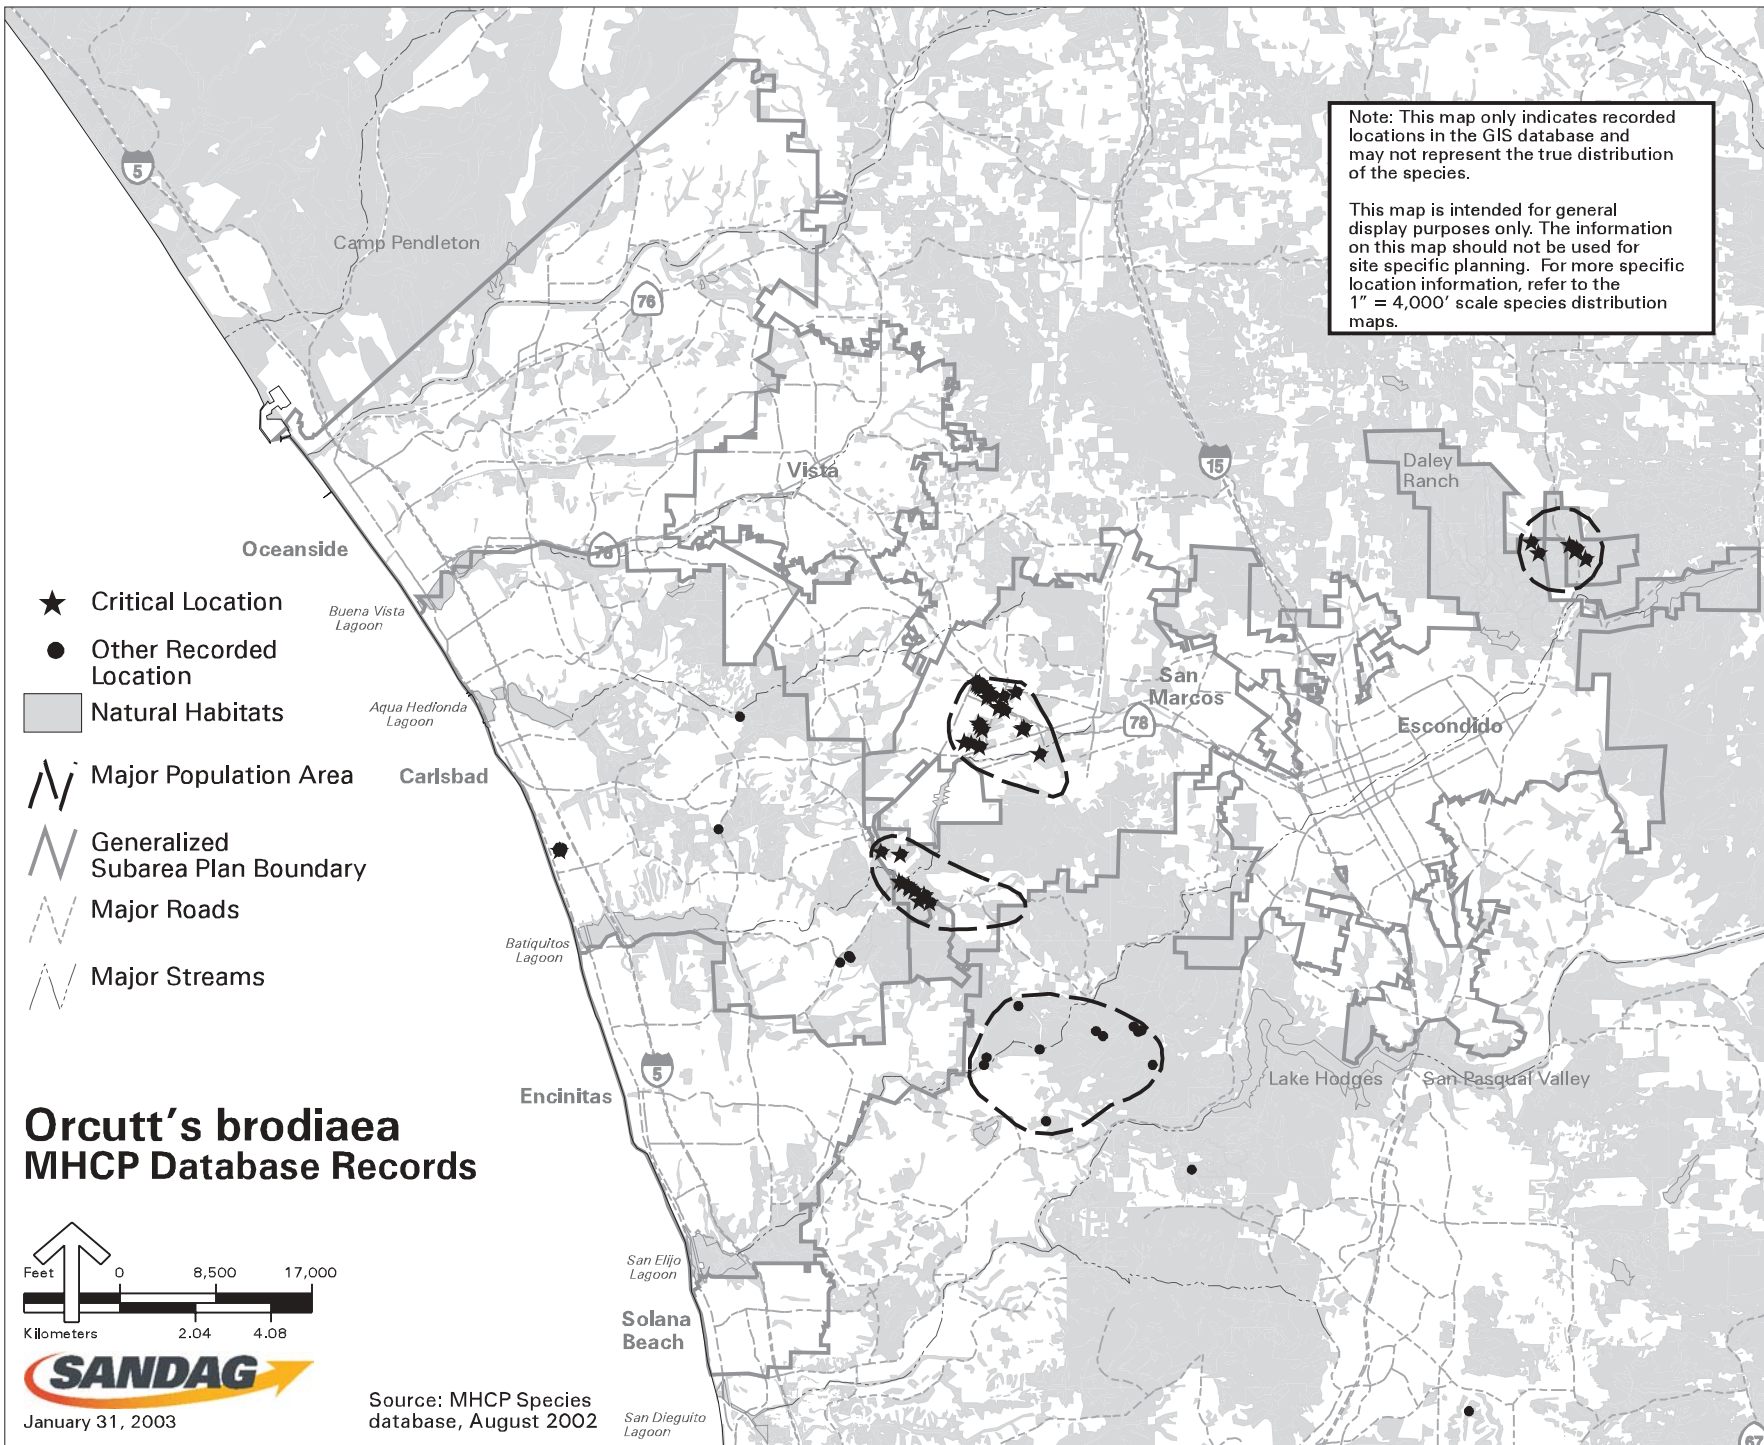 Note: This map only indicates recorded
locations in the GIS database and
may not represent the true distribution
of the species.
This map is intended for general
display purposes only. The information
on this map should not be used for
site specific planning. For more specific
location information, refer to the
1” = 4,000’ scale species distribution
maps.
5
Camp Pendleton
76
Vista
15
Daley
Ranch
Oceanside
78
Critical Location
Buena Vista
Lagoon
Other Recorded
Location
Natural Habitats
Aqua Hedionda
Lagoon
San
Marcos
78
Escondido
Major Population Area
Carlsbad
Generalized
Subarea Plan Boundary
Major Roads
Batiquitos
Lagoon
Major Streams
5
Lake Hodges
San Pasqual Valley
Encinitas
Orcutt’s brodiaea
MHCP Database Records
San Elijo
Lagoon
Feet 0 8,500 17,000
Kilometers 2.04 4.08
Solana
Beach
SANDAG
January 31, 2003
Source: MHCP Species
database, August 2002
San Dieguito
Lagoon
67